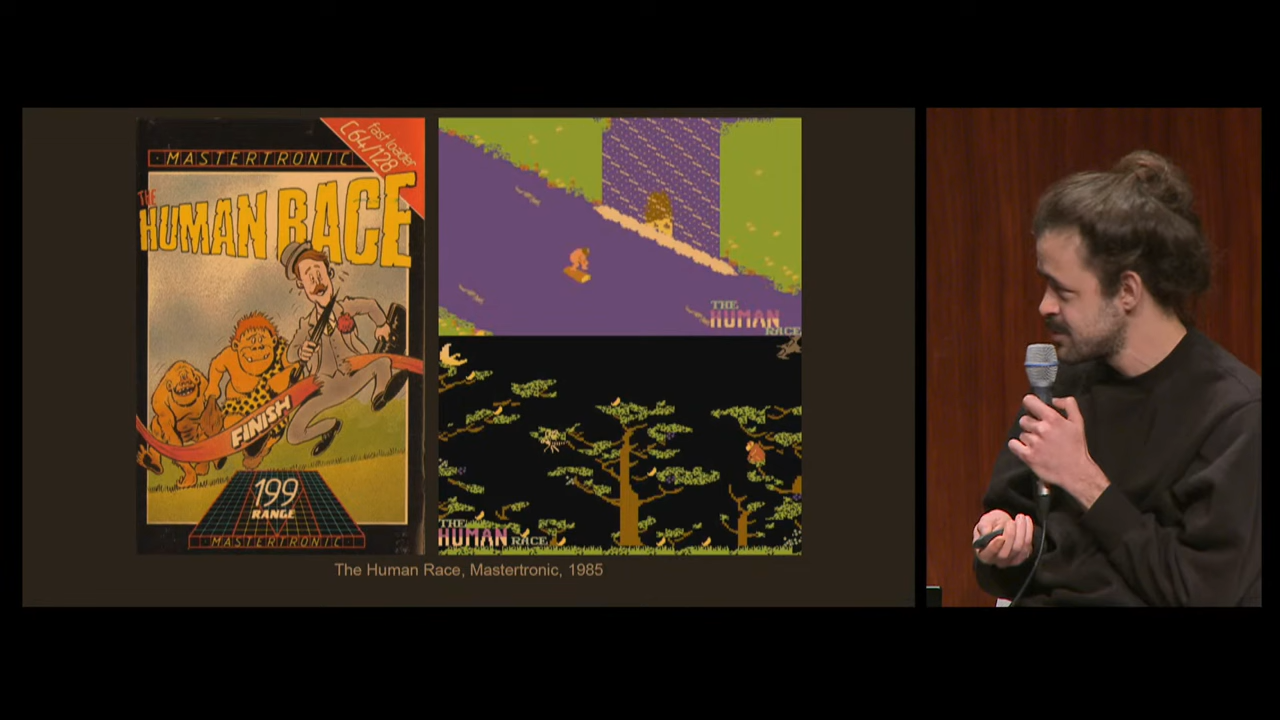 fast loader
C64/128
MASTERTRONIC
THE
HUMAN RACE
FINISH
199
RANGE
MASTERTRONIC
THE
HUMAN
RACE
THE
HUMAN RACE
The Human Race, Mastertronic, 1985